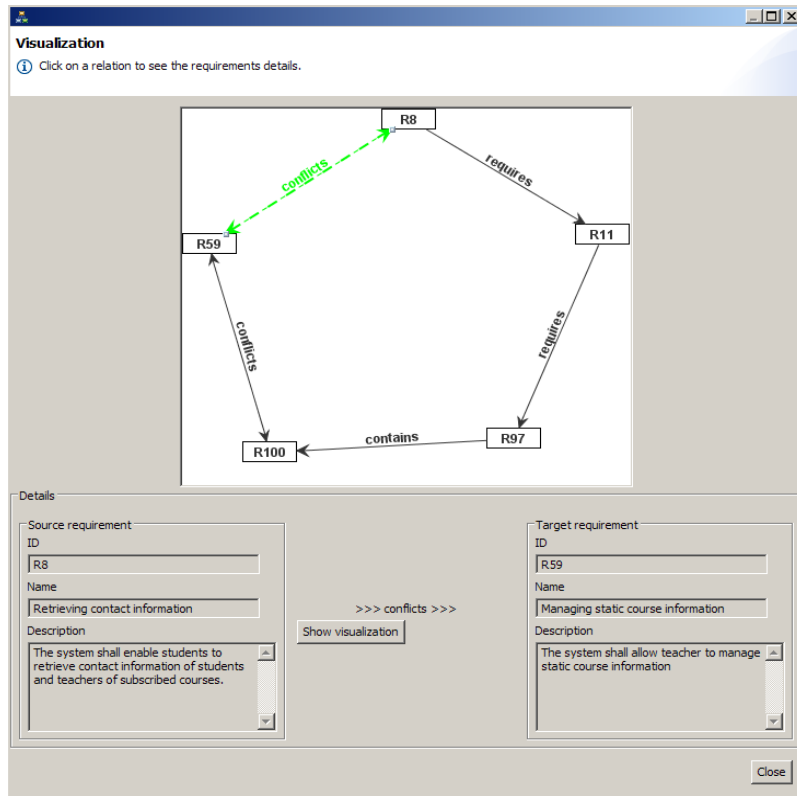 Visualization
Click on a relation to see the requirements details.
R8
conflicts
requires
R59
R11
conflicts
requires
R100
contains
R97
Details
Source requirement
ID
R8
Name
Retrieving contact information
Description
The system shall enable students to
retrieve contact information of students
and teachers of subscribed courses.
>>> conflicts >>>
Show visualization
Target requirement
ID
R59
Name
Managing static course information
Description
The system shall allow teacher to manage
static course information
Close